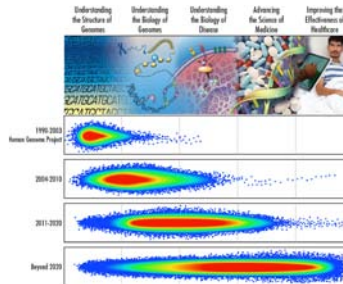 Understanding
the Structure of
Genomes
Understanding
the Biology of
Genomes
Understanding
the Biology of
Disease
Advancing
the Science of
Medicine
Improving the
Effectiveness of
Healthcare
1990-2003
Human Genome Project
2004-2010
2011-2020
Beyond 2020